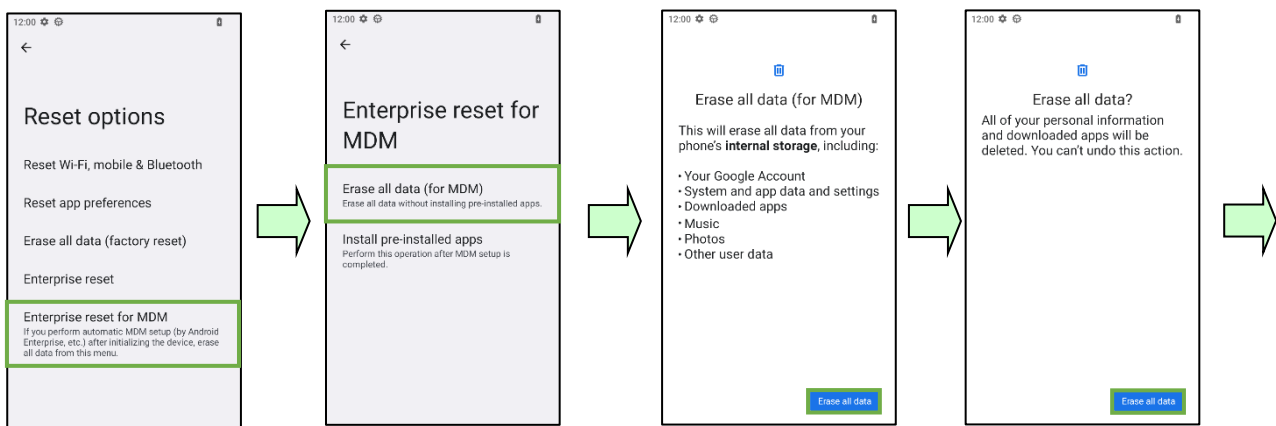 12:00
Reset options
Reset Wi-Fi, mobile & Bluetooth
Reset app preferences
Erase all data (factory reset)
Enterprise reset
Enterprise reset for MDM
If you perform automatic MDM setup (by Android
Enterprise, etc.) after initializing the device, erase
all data from this menu.
12:00
Enterprise reset for
MDM
Erase all data (for MDM)
Erase all data without installing pre-installed apps.
Install pre-installed apps
Perform this operation after MDM setup is
completed.
12:00
Erase all data (for MDM)
This will erase all data from your
phone's internal storage, including:
• Your Google Account
• System and app data and settings
• Downloaded apps
• Music
• Photos
• Other user data
Erase all data
12:00
Erase all data?
All of your personal information
and downloaded apps will be
deleted. You can't undo this action.
Erase all data